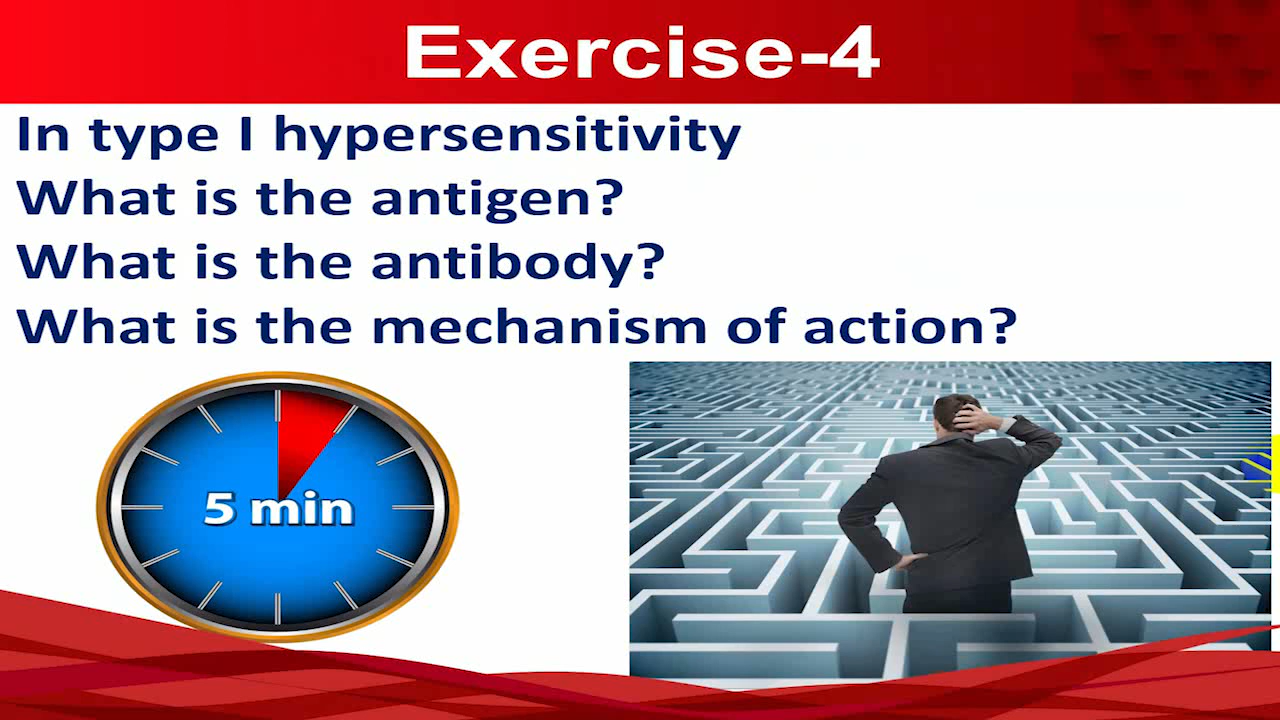 Exercise-4
In type I hypersensitivity
What is the antigen?
What is the antibody?
What is the mechanism of action?
5 min